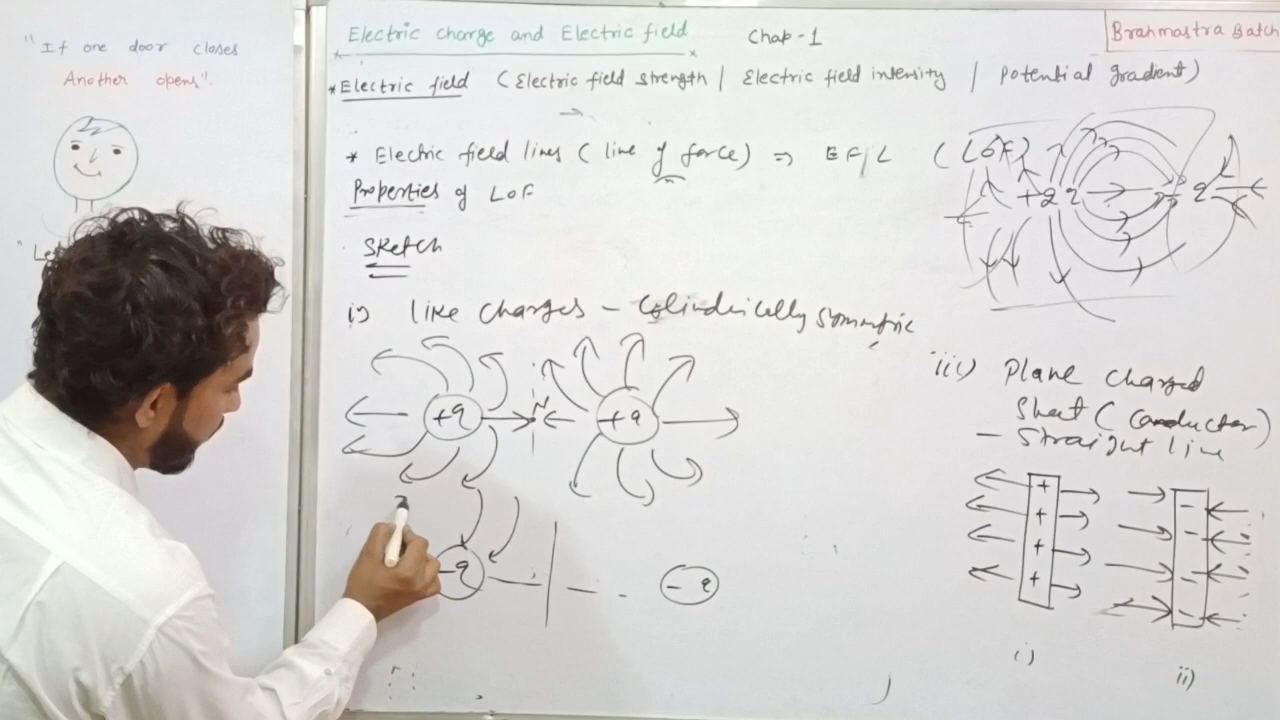 "If one door closes
Another opens".
"Le
Electric charge and Electric field
Chap-1
Brahmastra Batch
* Electric field (Electric field strength | Electric field intensity | Potential gradient)
* Electric field lines (line of force) ⇒ EF/L (LOF)
Properties of LOF
Sketch
i) like charges - Cylindrically symmetric
+q N +q
-q - q
+2q - q
iii) Plane charged
Sheet (Conductor)
- Straight line
+ -
+ -
+ -
+ -
i) ii)